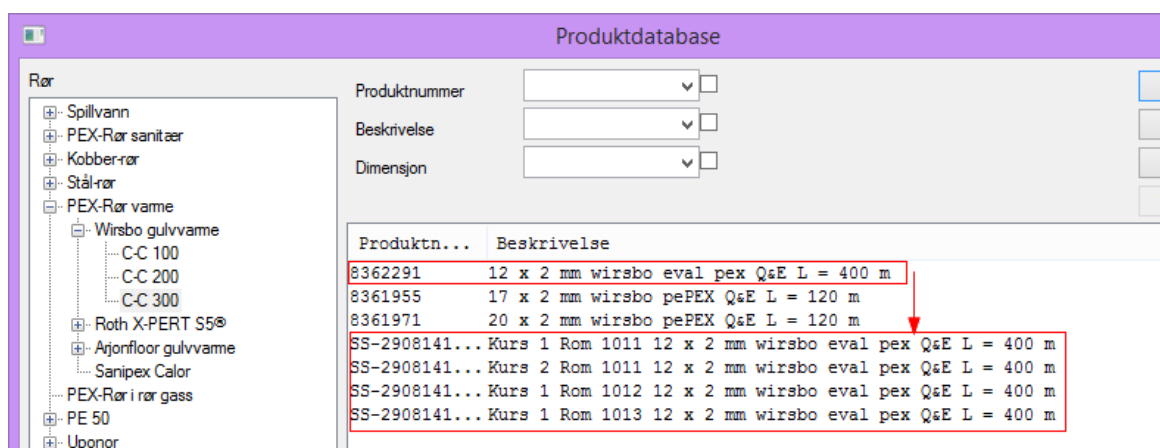 Produktdatabase
Rør
Spillvann
PEX-Rør sanitær
Kobber-rør
Stål-rør
PEX-Rør varme
Wirsbo gulvvarme
C-C 100
C-C 200
C-C 300
Roth X-PERT S5®
Arjonfloor gulvvarme
Sanipex Calor
PEX-Rør i rør gass
PE 50
Uponor
Produktnummer
Beskrivelse
Dimensjon
Produktn... Beskrivelse
8362291 12 x 2 mm wirsbo eval pex Q&E L = 400 m
8361955 17 x 2 mm wirsbo pePEX Q&E L = 120 m
8361971 20 x 2 mm wirsbo pePEX Q&E L = 120 m
SS-2908141... Kurs 1 Rom 1011 12 x 2 mm wirsbo eval pex Q&E L = 400 m
SS-2908141... Kurs 2 Rom 1011 12 x 2 mm wirsbo eval pex Q&E L = 400 m
SS-2908141... Kurs 1 Rom 1012 12 x 2 mm wirsbo eval pex Q&E L = 400 m
SS-2908141... Kurs 1 Rom 1013 12 x 2 mm wirsbo eval pex Q&E L = 400 m